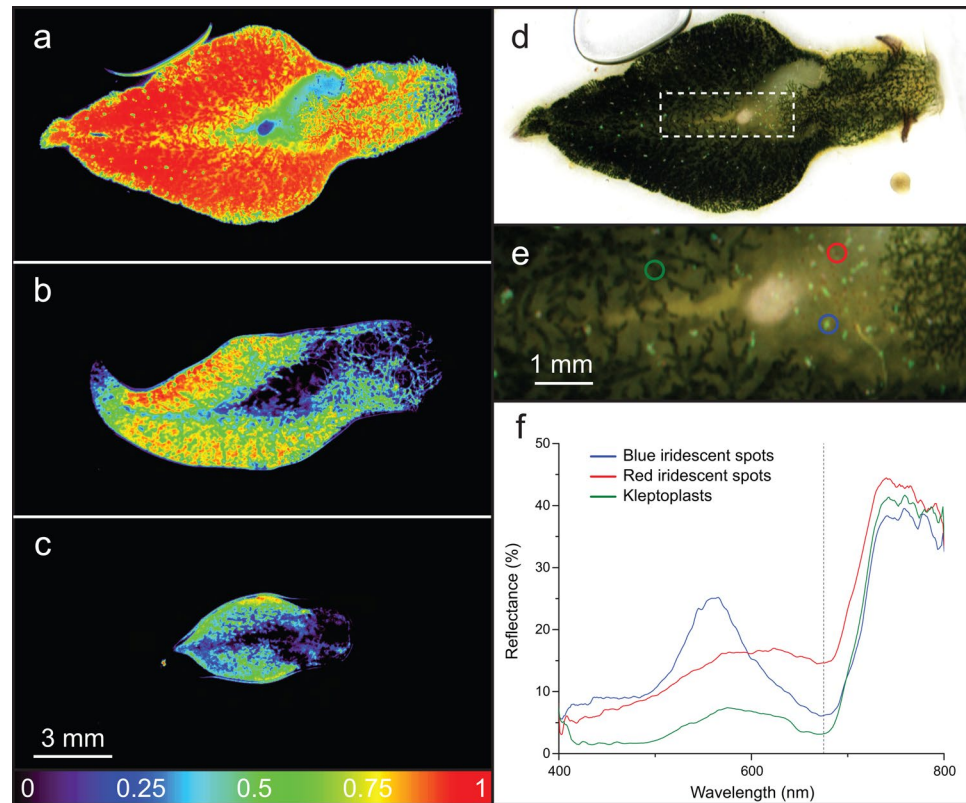 a
b
c
3 mm
0 0.25 0.5 0.75 1
d
e
1 mm
f
50
40
30
20
10
0
Reflectance (%)
Blue iridescent spots
Red iridescent spots
Kleptoplasts
400 600 800
Wavelength (nm)